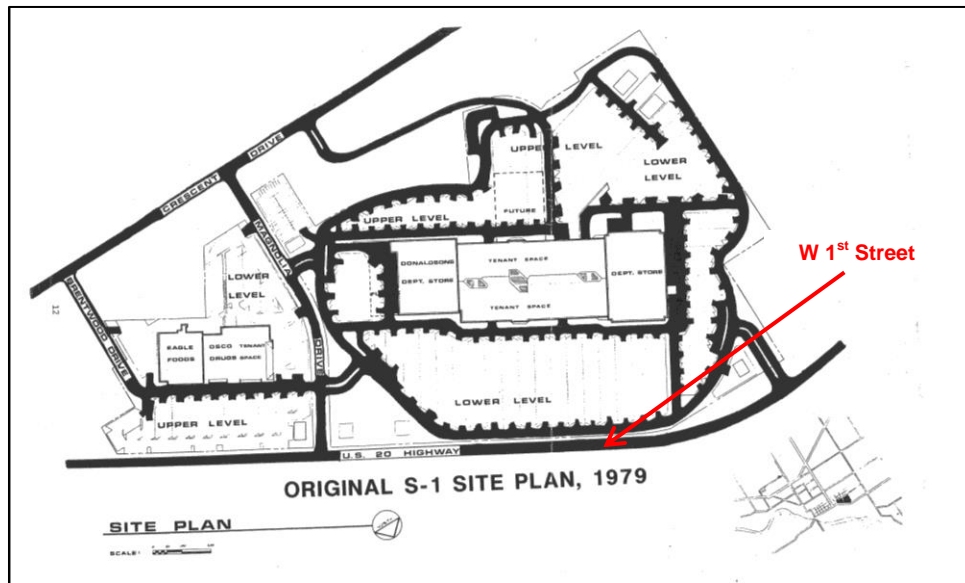 CRESCENT DRIVE
UPPER LEVEL
LOWER LEVEL
UPPER LEVEL
FUTURE
MAGNOLIA DRIVE
BRENTWOOD DRIVE
LOWER LEVEL
DONALDSONS
DEPT. STORE
TENANT SPACE
TENANT SPACE
DEPT. STORE
W 1st Street
12
EAGLE FOODS
OSCO DRUGS
TENANT SPACE
UPPER LEVEL
LOWER LEVEL
U.S. 20 HIGHWAY
ORIGINAL S-1 SITE PLAN, 1979
SITE PLAN
SCALE: